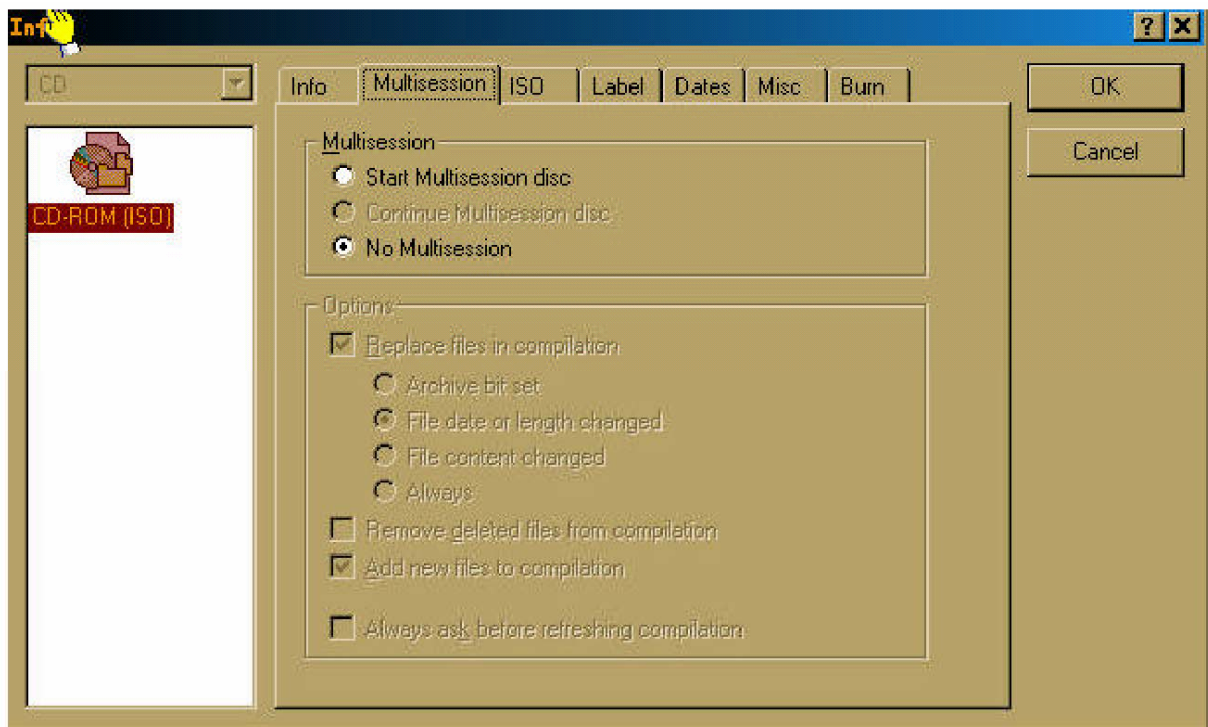 Inf
CD
CD-ROM (ISO)
Info Multisession ISO Label Dates Misc Burn
Multisession
Start Multisession disc
Continue Multisession disc
No Multisession
Options
Replace files in compilation
Archive bit set
File date or length changed
File content changed
Always
Remove deleted files from compilation
Add new files to compilation
Always ask before refreshing compilation
OK
Cancel